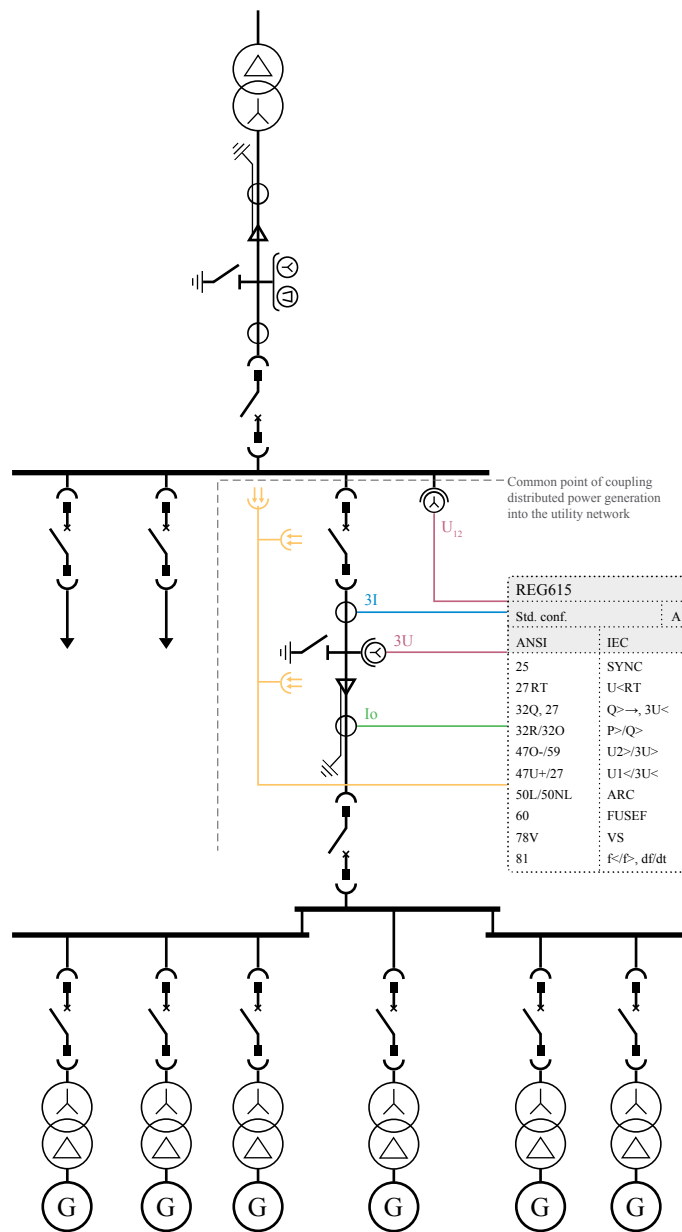 Common point of coupling
distributed power generation
into the utility network
U12
REG615
3I
Std. conf. A
ANSI IEC
3U
25 SYNC
27RT U<RT
32Q, 27 Q>→, 3U<
Io
32R/32O P>/Q>
47O-/59 U2>/3U>
47U+/27 U1</3U<
50L/50NL ARC
60 FUSEF
78V VS
81 f</f>, df/dt
G G G G G G